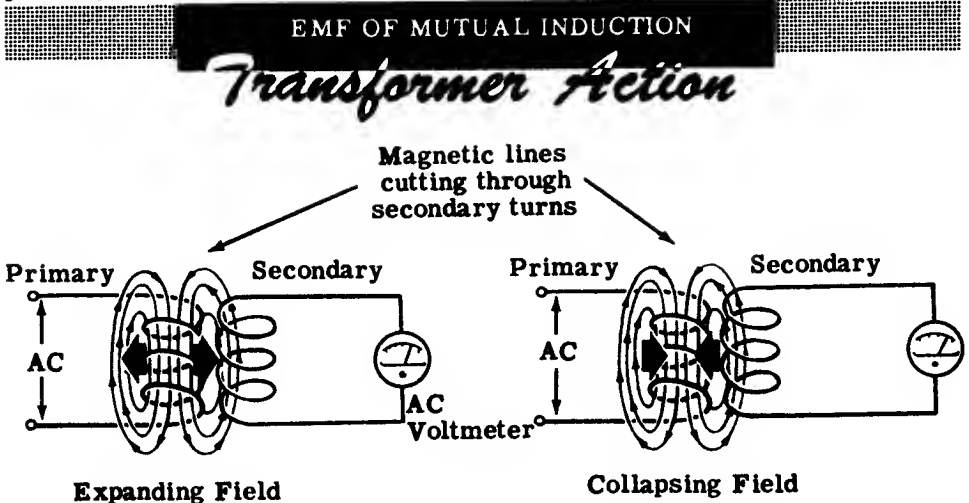 EMF OF MUTUAL INDUCTION
Transformer Action
Magnetic lines
cutting through
secondary turns
Primary
Secondary
AC
AC
Voltmeter
Expanding Field
Primary
Secondary
AC
Collapsing Field